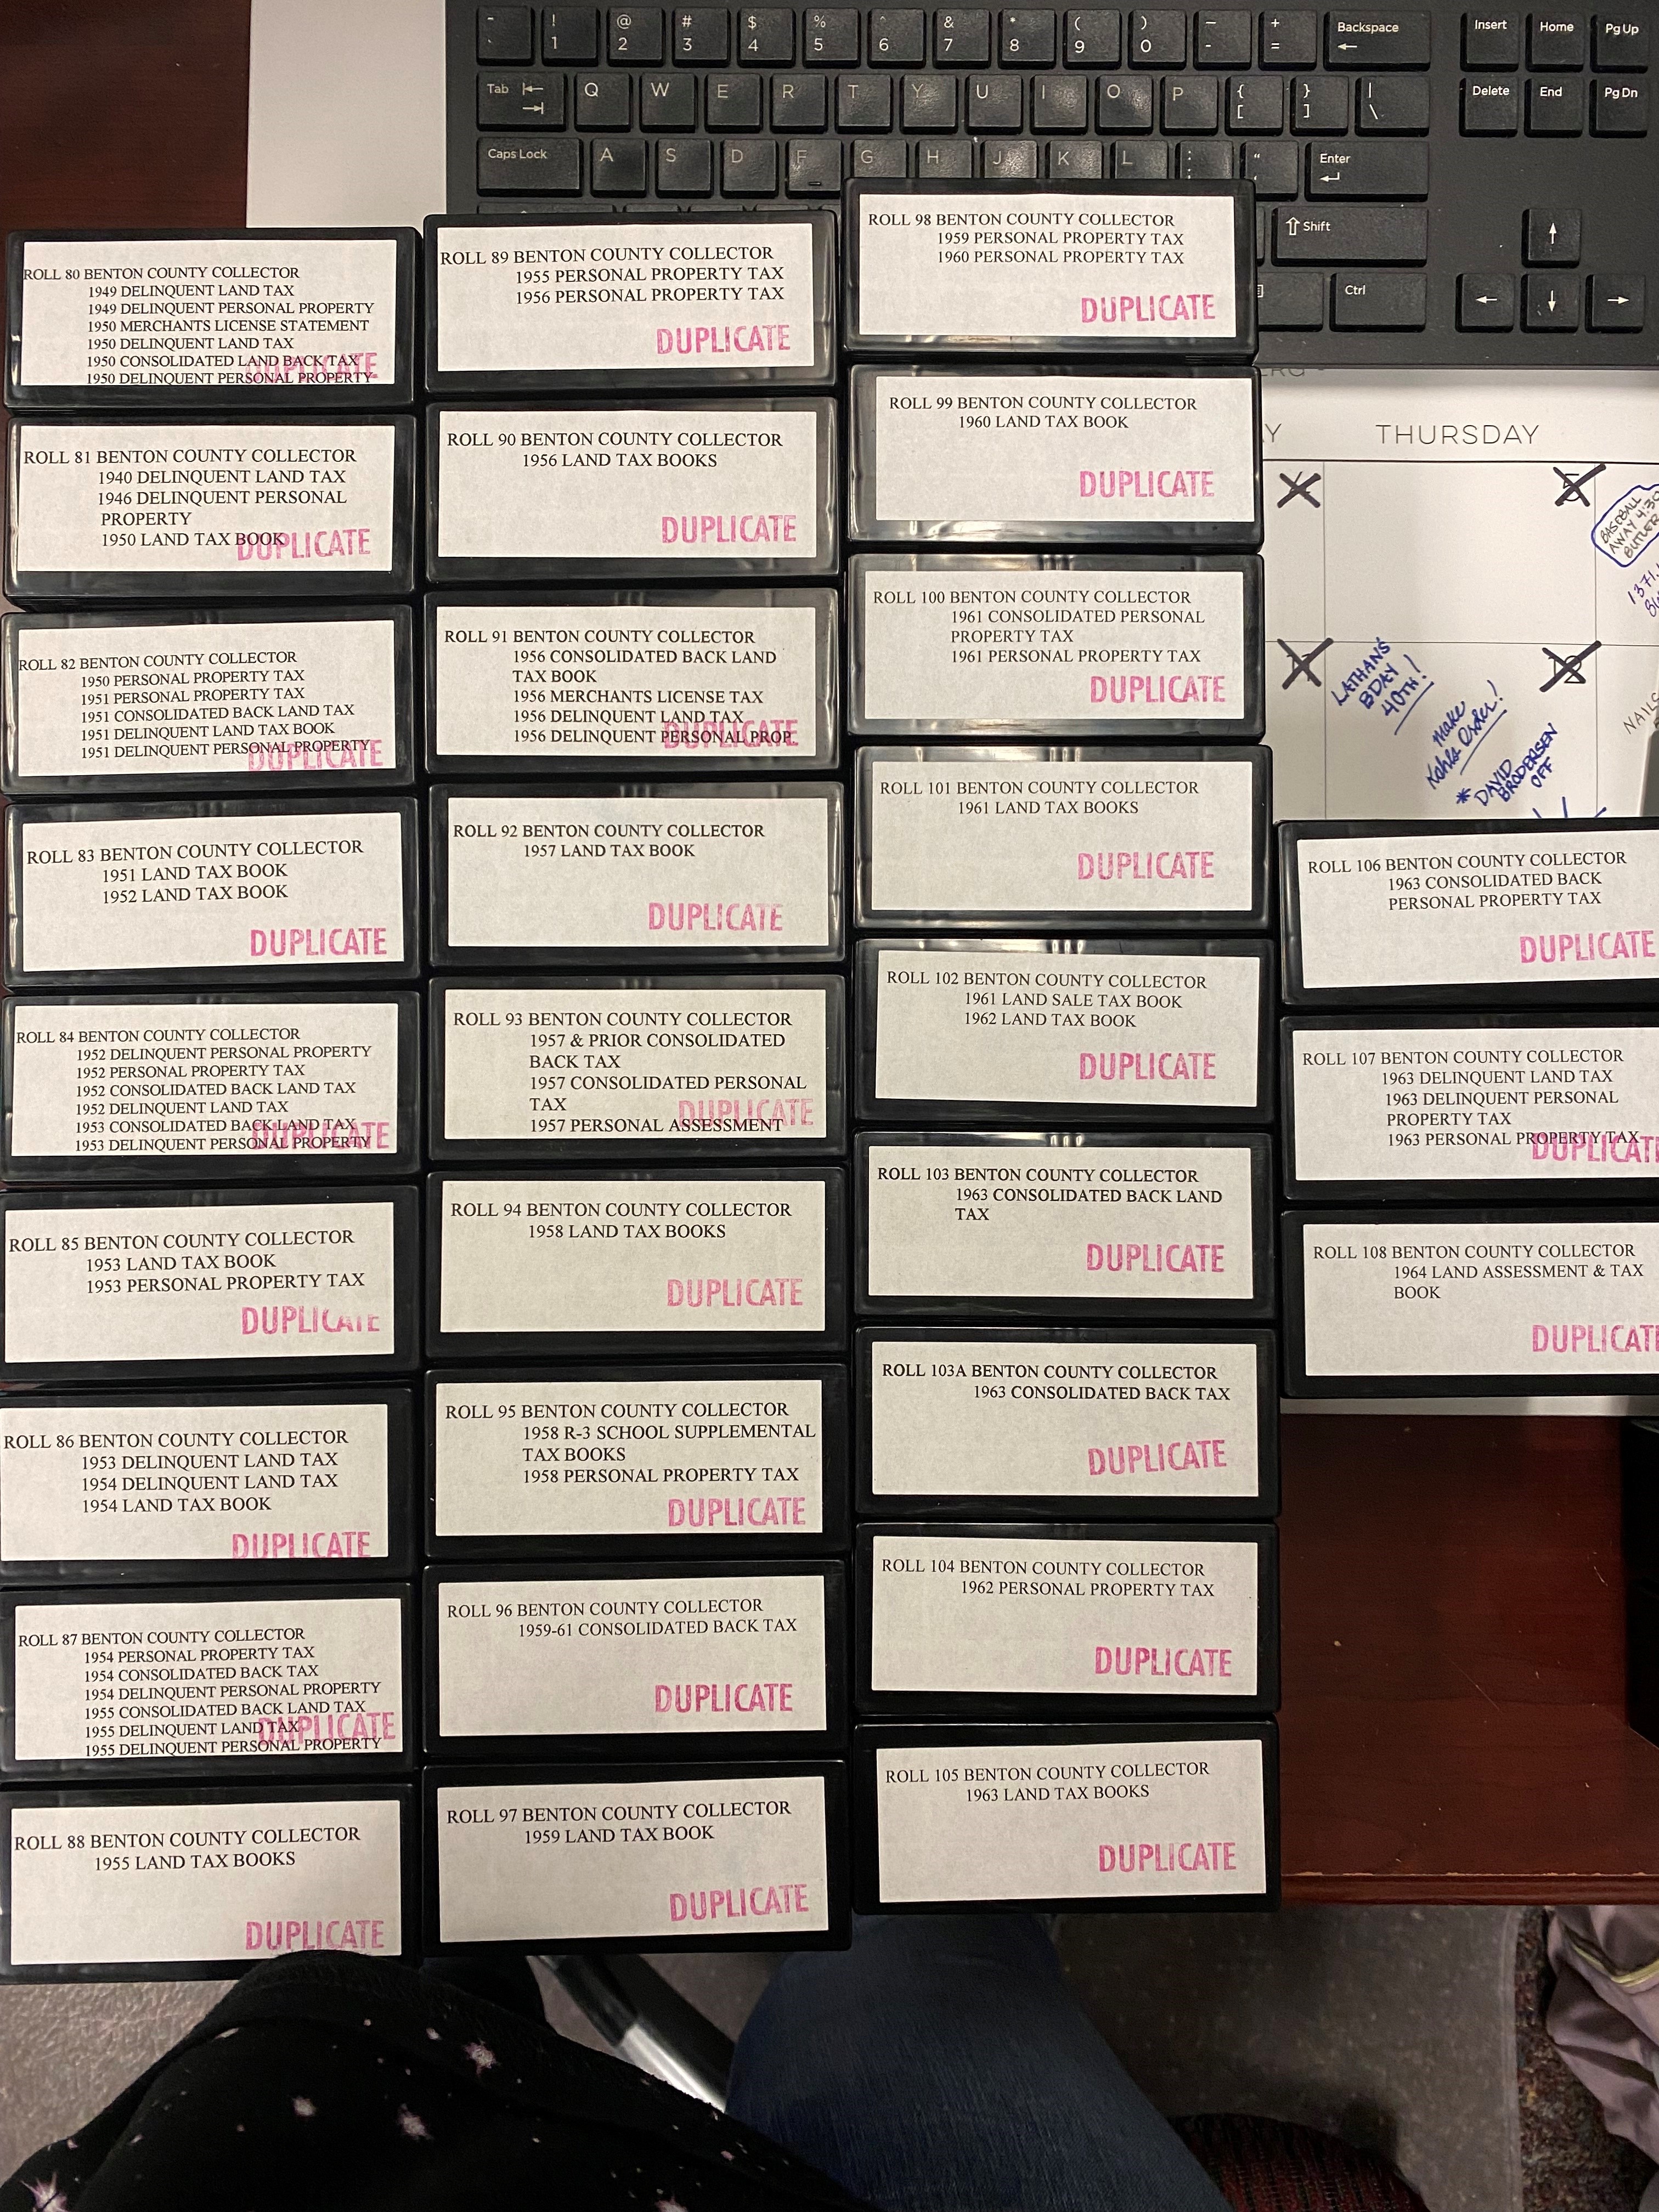 ~ ! @ # $ % ^ & * ( ) — +
` 1 2 3 4 5 6 7 8 9 0 - =
Backspace
Insert Home PgUp
Tab Q W E R T Y U I O P { } |
[ ] \
Delete End PgDn
Caps Lock A S D F G H J K L : "
Enter
Shift
Ctrl
ROLL 80 BENTON COUNTY COLLECTOR
1949 DELINQUENT LAND TAX
1949 DELINQUENT PERSONAL PROPERTY
1950 MERCHANTS LICENSE STATEMENT
1950 DELINQUENT LAND TAX
1950 CONSOLIDATED LAND BACK TAX
1950 DELINQUENT PERSONAL PROPERTY
DUPLICATE
ROLL 81 BENTON COUNTY COLLECTOR
1940 DELINQUENT LAND TAX
1946 DELINQUENT PERSONAL
PROPERTY
1950 LAND TAX BOOK
DUPLICATE
ROLL 82 BENTON COUNTY COLLECTOR
1950 PERSONAL PROPERTY TAX
1951 PERSONAL PROPERTY TAX
1951 CONSOLIDATED BACK LAND TAX
1951 DELINQUENT LAND TAX BOOK
1951 DELINQUENT PERSONAL PROPERTY
DUPLICATE
ROLL 83 BENTON COUNTY COLLECTOR
1951 LAND TAX BOOK
1952 LAND TAX BOOK
DUPLICATE
ROLL 84 BENTON COUNTY COLLECTOR
1952 DELINQUENT PERSONAL PROPERTY
1952 PERSONAL PROPERTY TAX
1952 CONSOLIDATED BACK LAND TAX
1952 DELINQUENT LAND TAX
1953 CONSOLIDATED BACK LAND TAX
1953 DELINQUENT PERSONAL PROPERTY
DUPLICATE
ROLL 85 BENTON COUNTY COLLECTOR
1953 LAND TAX BOOK
1953 PERSONAL PROPERTY TAX
DUPLICATE
ROLL 86 BENTON COUNTY COLLECTOR
1953 DELINQUENT LAND TAX
1954 DELINQUENT LAND TAX
1954 LAND TAX BOOK
DUPLICATE
ROLL 87 BENTON COUNTY COLLECTOR
1954 PERSONAL PROPERTY TAX
1954 CONSOLIDATED BACK TAX
1954 DELINQUENT PERSONAL PROPERTY
1955 CONSOLIDATED BACK LAND TAX
1955 DELINQUENT LAND TAX
1955 DELINQUENT PERSONAL PROPERTY
DUPLICATE
ROLL 88 BENTON COUNTY COLLECTOR
1955 LAND TAX BOOKS
DUPLICATE
ROLL 89 BENTON COUNTY COLLECTOR
1955 PERSONAL PROPERTY TAX
1956 PERSONAL PROPERTY TAX
DUPLICATE
ROLL 90 BENTON COUNTY COLLECTOR
1956 LAND TAX BOOKS
DUPLICATE
ROLL 91 BENTON COUNTY COLLECTOR
1956 CONSOLIDATED BACK LAND
TAX BOOK
1956 MERCHANTS LICENSE TAX
1956 DELINQUENT LAND TAX
1956 DELINQUENT PERSONAL PROP
DUPLICATE
ROLL 92 BENTON COUNTY COLLECTOR
1957 LAND TAX BOOK
DUPLICATE
ROLL 93 BENTON COUNTY COLLECTOR
1957 & PRIOR CONSOLIDATED
BACK TAX
1957 CONSOLIDATED PERSONAL
TAX
1957 PERSONAL ASSESSMENT
DUPLICATE
ROLL 94 BENTON COUNTY COLLECTOR
1958 LAND TAX BOOKS
DUPLICATE
ROLL 95 BENTON COUNTY COLLECTOR
1958 R-3 SCHOOL SUPPLEMENTAL
TAX BOOKS
1958 PERSONAL PROPERTY TAX
DUPLICATE
ROLL 96 BENTON COUNTY COLLECTOR
1959-61 CONSOLIDATED BACK TAX
DUPLICATE
ROLL 97 BENTON COUNTY COLLECTOR
1959 LAND TAX BOOK
DUPLICATE
ROLL 98 BENTON COUNTY COLLECTOR
1959 PERSONAL PROPERTY TAX
1960 PERSONAL PROPERTY TAX
DUPLICATE
ROLL 99 BENTON COUNTY COLLECTOR
1960 LAND TAX BOOK
DUPLICATE
ROLL 100 BENTON COUNTY COLLECTOR
1961 CONSOLIDATED PERSONAL
PROPERTY TAX
1961 PERSONAL PROPERTY TAX
DUPLICATE
ROLL 101 BENTON COUNTY COLLECTOR
1961 LAND TAX BOOKS
DUPLICATE
ROLL 102 BENTON COUNTY COLLECTOR
1961 LAND SALE TAX BOOK
1962 LAND TAX BOOK
DUPLICATE
ROLL 103 BENTON COUNTY COLLECTOR
1963 CONSOLIDATED BACK LAND
TAX
DUPLICATE
ROLL 103A BENTON COUNTY COLLECTOR
1963 CONSOLIDATED BACK TAX
DUPLICATE
ROLL 104 BENTON COUNTY COLLECTOR
1962 PERSONAL PROPERTY TAX
DUPLICATE
ROLL 105 BENTON COUNTY COLLECTOR
1963 LAND TAX BOOKS
DUPLICATE
THURSDAY
5
BASEBALL
AWAY 4:30
BUTLER
12
LATHAN'S
BDAY
40TH!
make
Kohls Order!
* DAVID
BRODERSEN
OFF
NAILS
ROLL 106 BENTON COUNTY COLLECTOR
1963 CONSOLIDATED BACK
PERSONAL PROPERTY TAX
DUPLICATE
ROLL 107 BENTON COUNTY COLLECTOR
1963 DELINQUENT LAND TAX
1963 DELINQUENT PERSONAL
PROPERTY TAX
1963 PERSONAL PROPERTY TAX
DUPLICATE
ROLL 108 BENTON COUNTY COLLECTOR
1964 LAND ASSESSMENT & TAX
BOOK
DUPLICATE